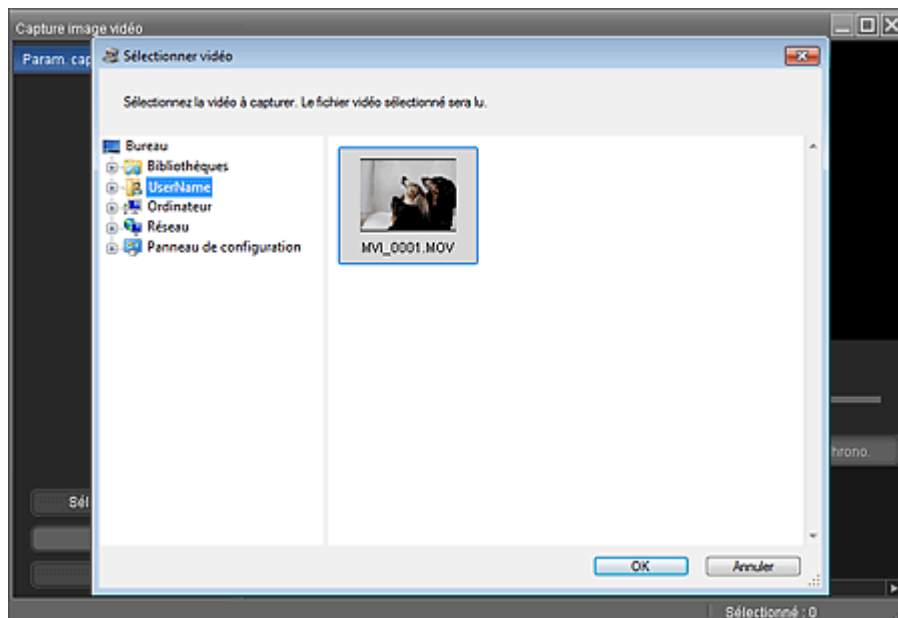 Capture image vidéo
Param. cap
Sélectionner vidéo
Sélectionnez la vidéo à capturer. Le fichier vidéo sélectionné sera lu.
Bureau
Bibliothèques
UserName
Ordinateur
Réseau
Panneau de configuration
MVI_0001.MOV
hrono.
Sél
OK
Annuler
Sélectionné : 0